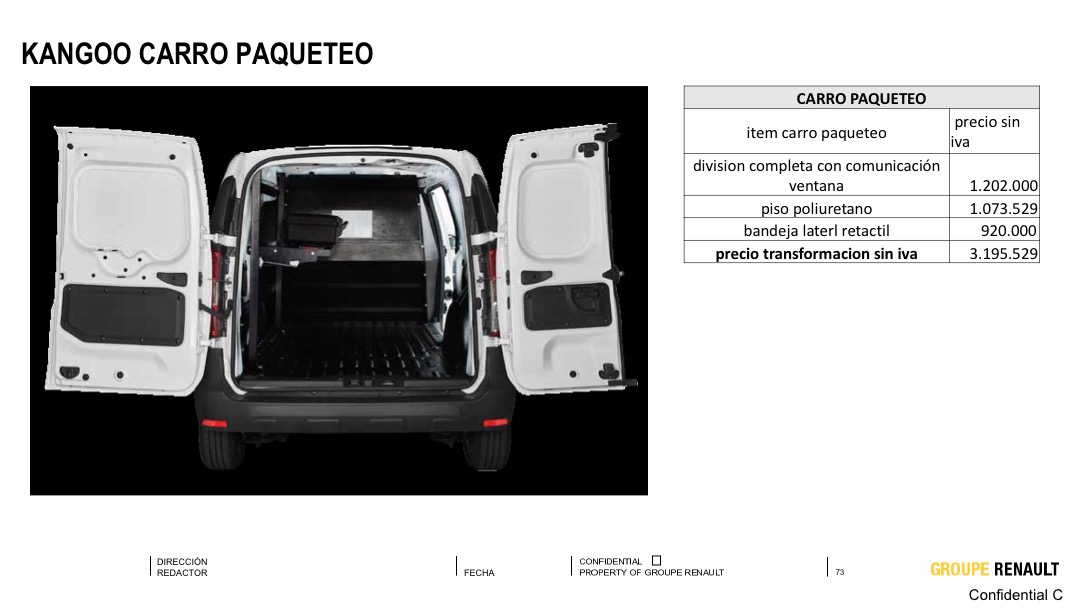 KANGOO CARRO PAQUETEO
CARRO PAQUETEO
item carro paqueteo
precio sin
iva
division completa con comunicación
ventana
1.202.000
piso poliuretano 1.073.529
bandeja laterl retactil 920.000
precio transformacion sin iva 3.195.529
DIRECCIÓN
REDACTOR
FECHA
CONFIDENTIAL
PROPERTY OF GROUPE RENAULT
73
GROUPE RENAULT
Confidential C